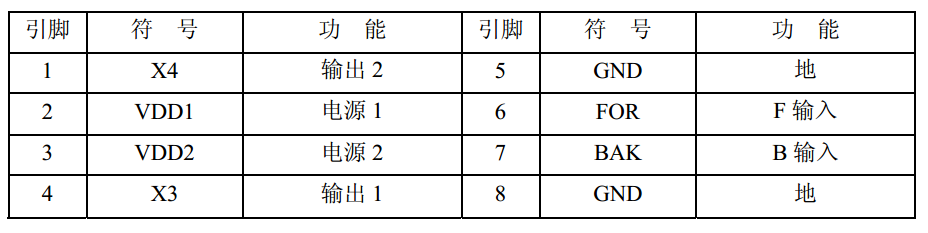 引脚 符 号 功 能 引脚 符 号 功 能
1 X4 输出 2 5 GND 地
2 VDD1 电源 1 6 FOR F 输入
3 VDD2 电源 2 7 BAK B 输入
4 X3 输出 1 8 GND 地